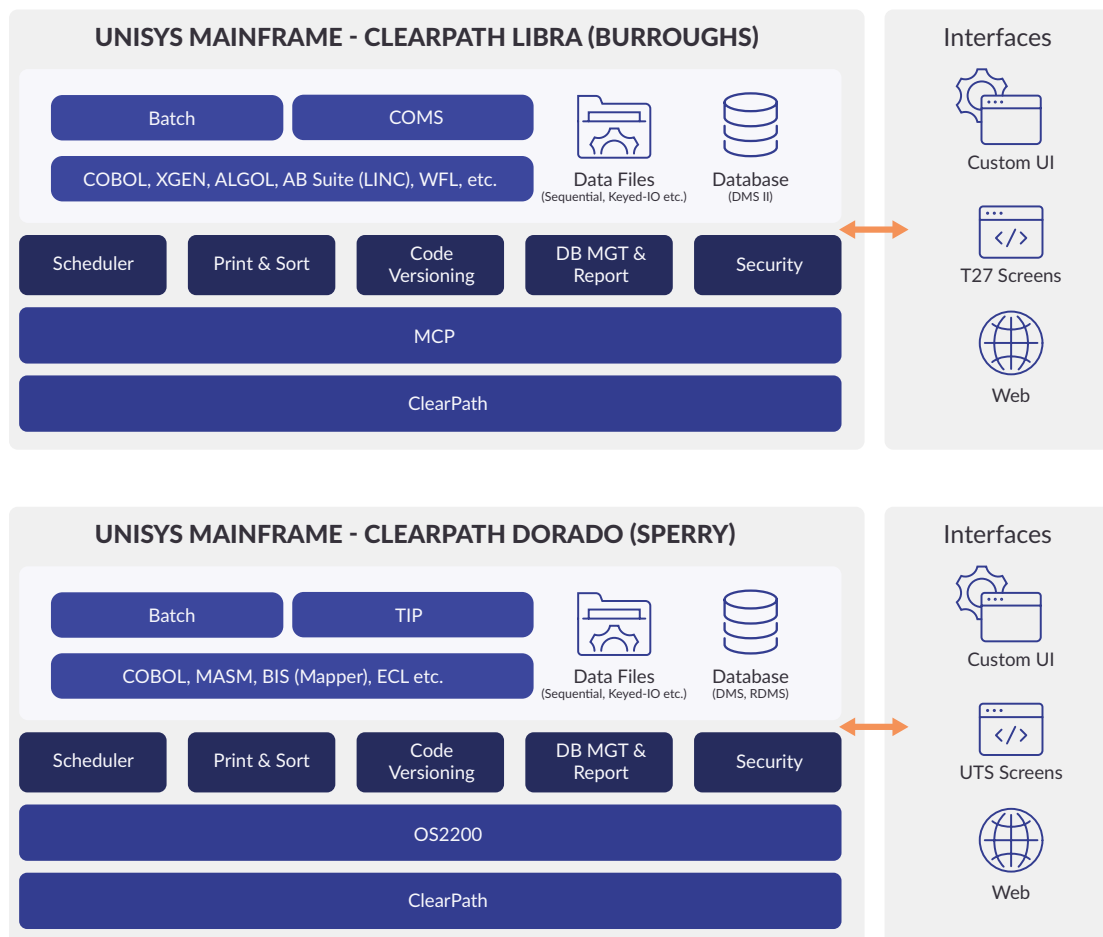 UNISYS MAINFRAME - CLEARPATH LIBRA (BURROUGHS)
Batch
COMS
COBOL, XGEN, ALGOL, AB Suite (LINC), WFL, etc.
Data Files
(Sequential, Keyed-IO etc.)
Database
(DMS II)
Scheduler
Print & Sort
Code
Versioning
DB MGT &
Report
Security
MCP
ClearPath
Interfaces
Custom UI
T27 Screens
Web
UNISYS MAINFRAME - CLEARPATH DORADO (SPERRY)
Batch
TIP
COBOL, MASM, BIS (Mapper), ECL etc.
Data Files
(Sequential, Keyed-IO etc.)
Database
(DMS, RDMS)
Scheduler
Print & Sort
Code
Versioning
DB MGT &
Report
Security
OS2200
ClearPath
Interfaces
Custom UI
UTS Screens
Web